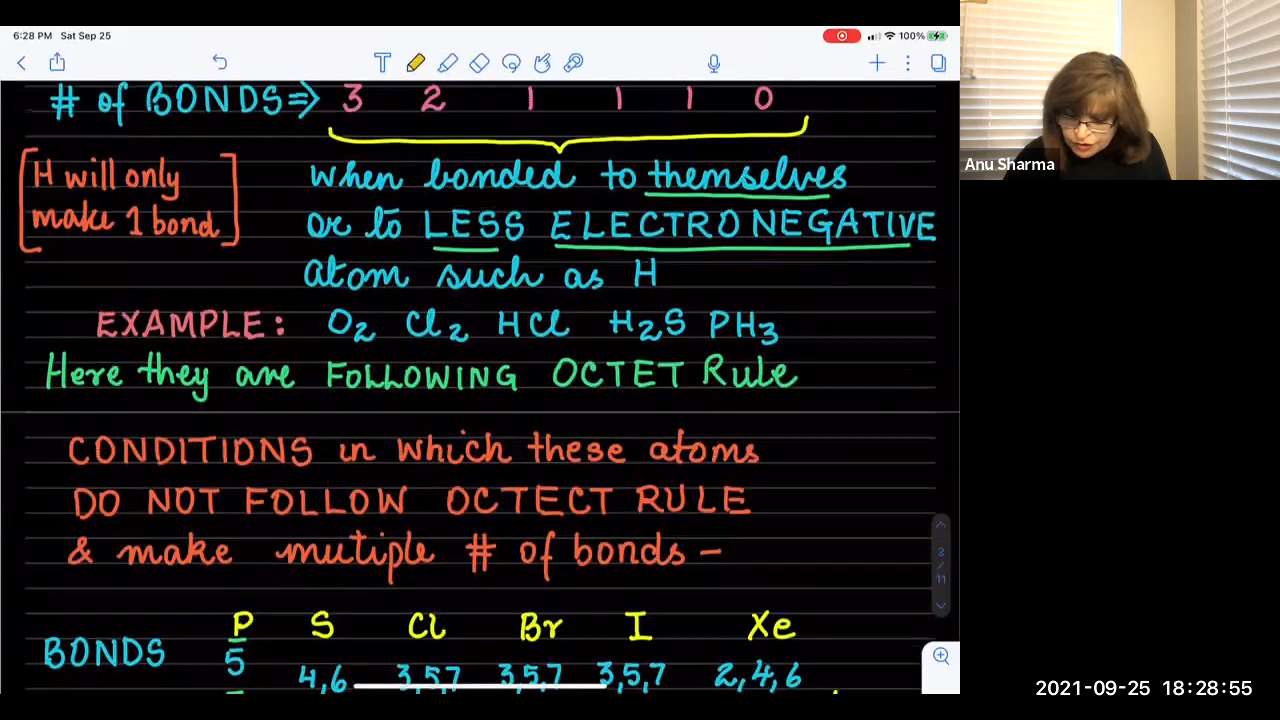 6:28 PM Sat Sep 25
100%
# of BONDS ⇒ 3 2 1 1 1 0
[H will only
make 1 bond]
when bonded to themselves
or to LESS ELECTRONEGATIVE
atom such as H
EXAMPLE: O2 Cl2 HCl H2S PH3
Here they are FOLLOWING OCTET Rule
CONDITIONS in which these atoms
DO NOT FOLLOW OCTECT RULE
& make mutiple # of bonds -
P S Cl Br I Xe
BONDS 5 4,6 3,5,7 3,5,7 3,5,7 2,4,6
Anu Sharma
2021-09-25 18:28:55